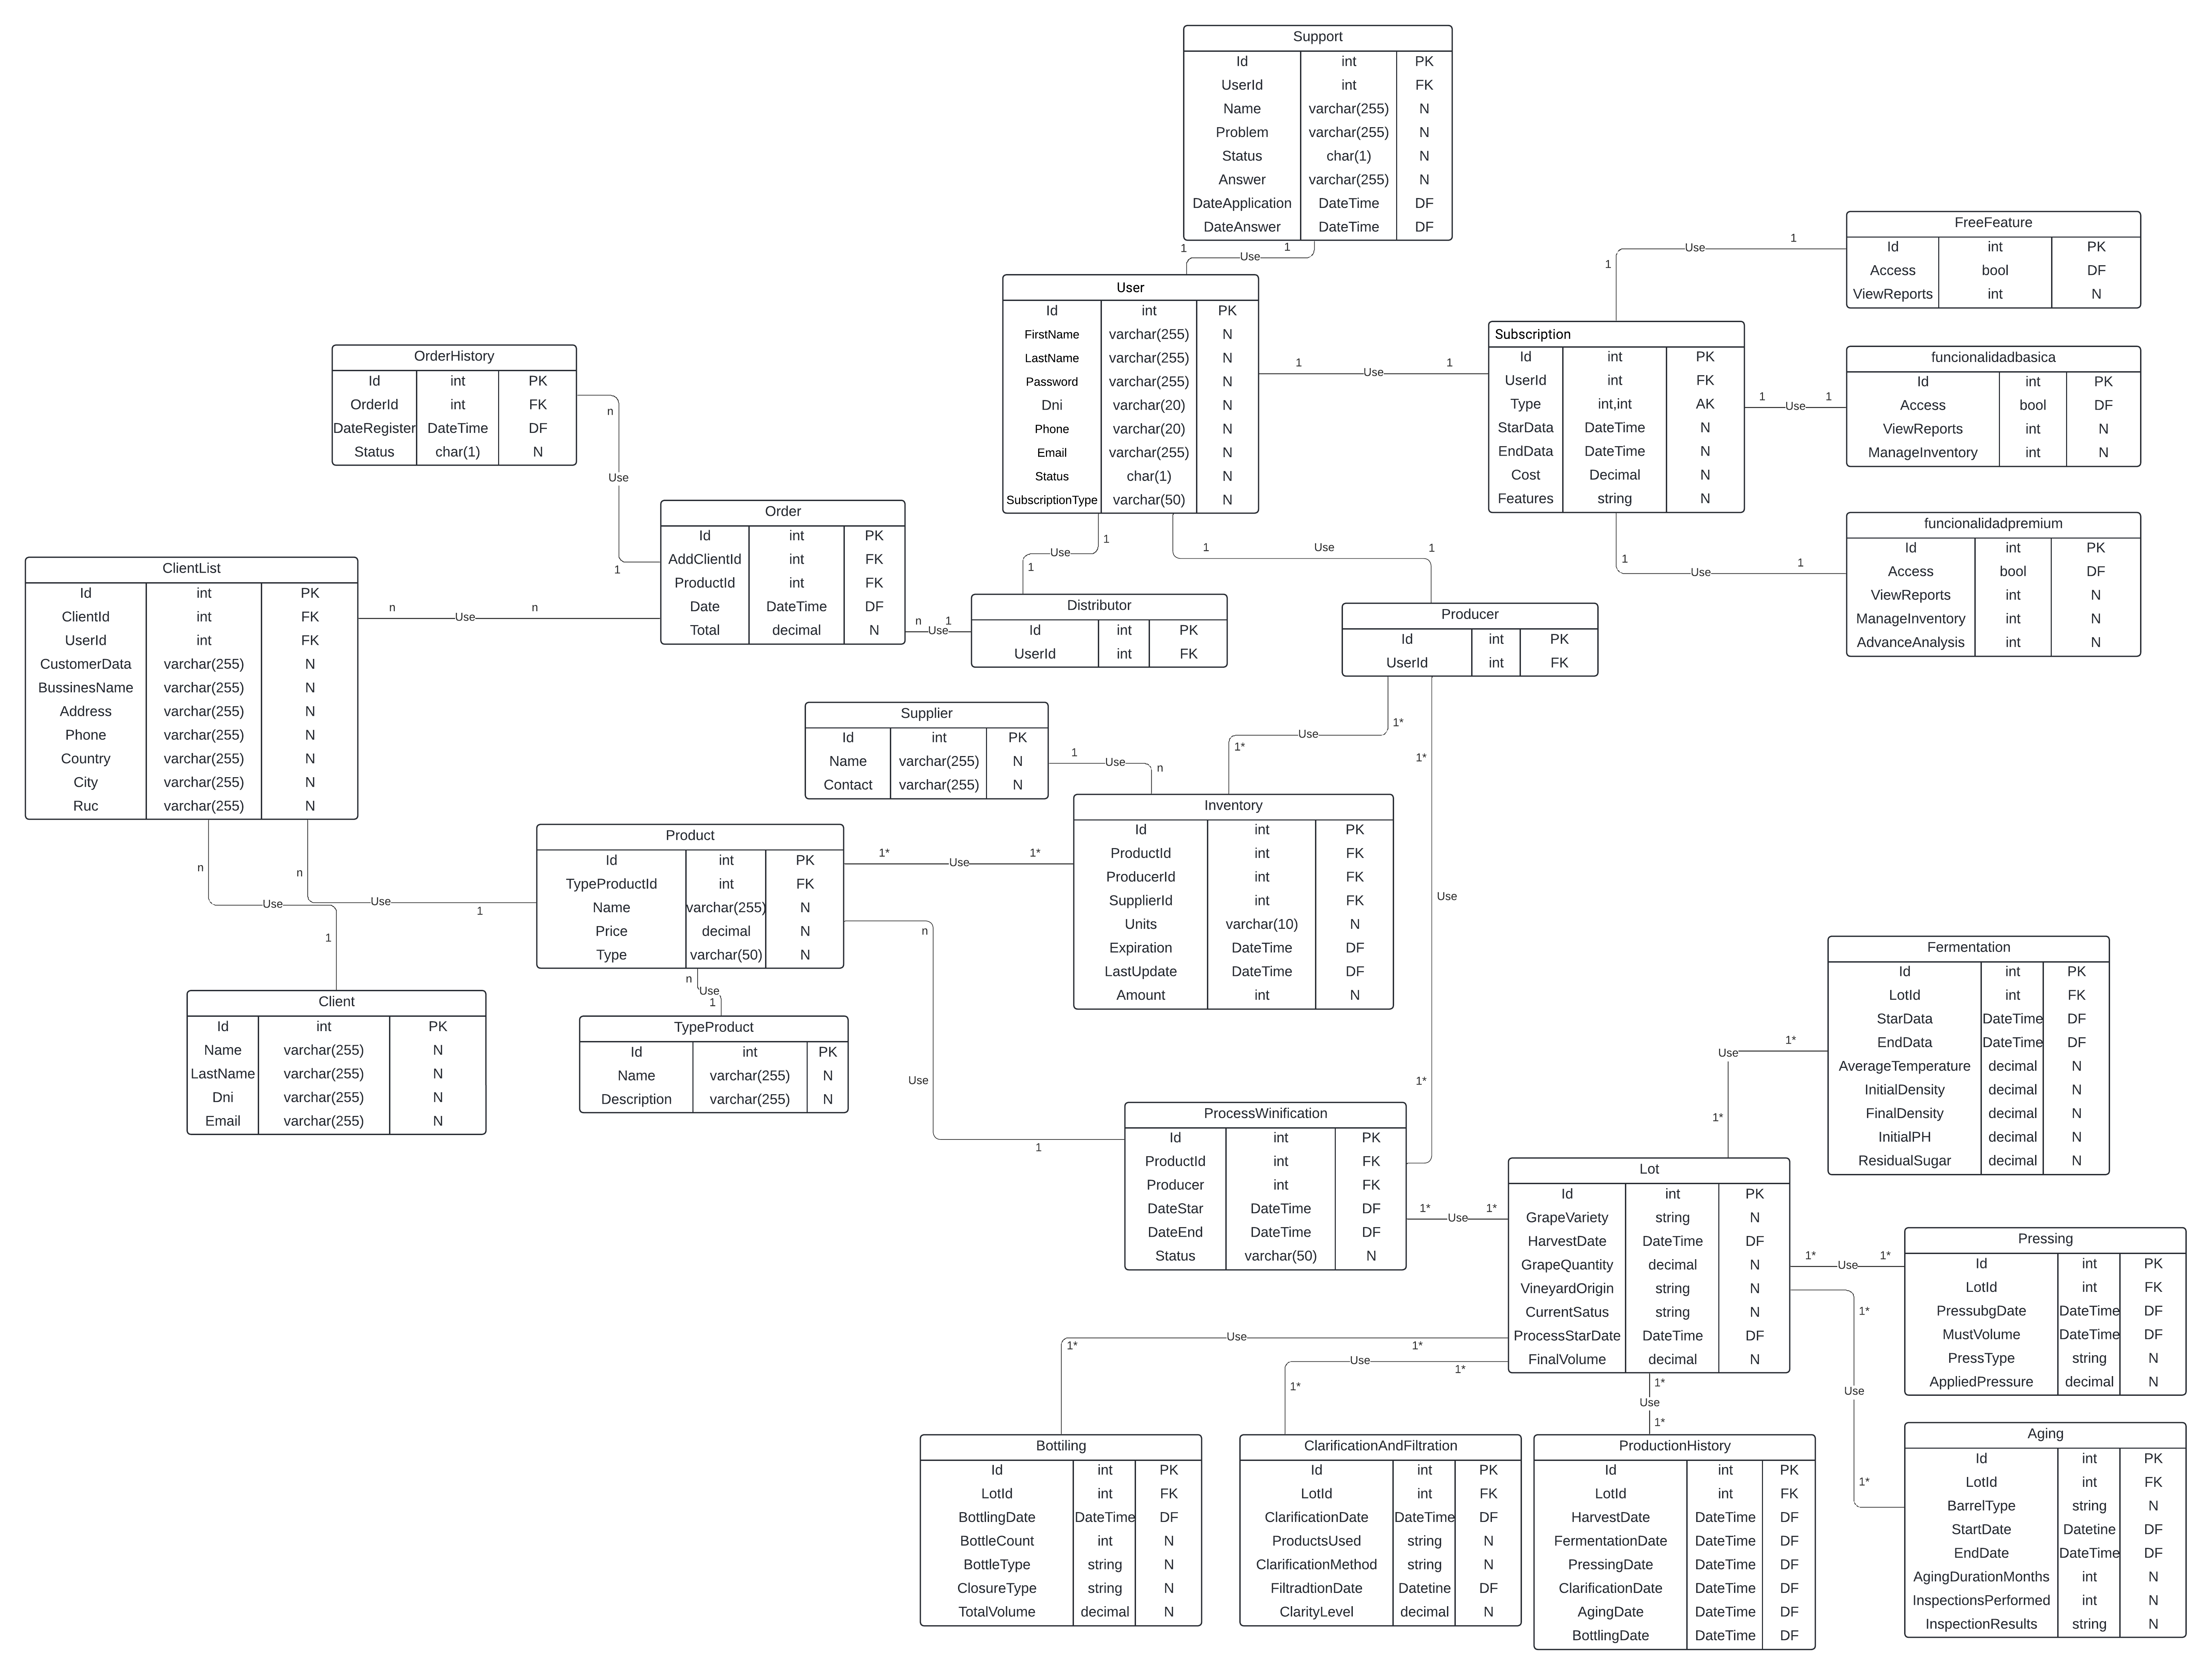 Support
Id int PK
UserId int FK
Name varchar(255) N
Problem varchar(255) N
Status char(1) N
Answer varchar(255) N
DateApplication DateTime DF
DateAnswer DateTime DF
1 Use 1
User
Id int PK
FirstName varchar(255) N
LastName varchar(255) N
Password varchar(255) N
Dni varchar(20) N
Phone varchar(20) N
Email varchar(255) N
Status char(1) N
SubscriptionType varchar(50) N
1 Use 1
Subscription
Id int PK
UserId int FK
Type int,int AK
StarData DateTime N
EndData DateTime N
Cost Decimal N
Features string N
1 Use 1
FreeFeature
Id int PK
Access bool DF
ViewReports int N
1 Use 1
funcionalidadbasica
Id int PK
Access bool DF
ViewReports int N
ManageInventory int N
1 Use 1
funcionalidadpremium
Id int PK
Access bool DF
ViewReports int N
ManageInventory int N
AdvanceAnalysis int N
OrderHistory
Id int PK
OrderId int FK
DateRegister DateTime DF
Status char(1) N
n
Use
1
Order
Id int PK
AddClientId int FK
ProductId int FK
Date DateTime DF
Total decimal N
n Use 1
1
Use
1
Distributor
Id int PK
UserId int FK
1 Use 1
Producer
Id int PK
UserId int FK
ClientList
Id int PK
ClientId int FK
UserId int FK
CustomerData varchar(255) N
BussinesName varchar(255) N
Address varchar(255) N
Phone varchar(255) N
Country varchar(255) N
City varchar(255) N
Ruc varchar(255) N
n Use n
Supplier
Id int PK
Name varchar(255) N
Contact varchar(255) N
1 Use n
1*
Use
1*
1*
Use
1*
Inventory
Id int PK
ProductId int FK
ProducerId int FK
SupplierId int FK
Units varchar(10) N
Expiration DateTime DF
LastUpdate DateTime DF
Amount int N
Product
Id int PK
TypeProductId int FK
Name varchar(255) N
Price decimal N
Type varchar(50) N
1* Use 1*
n
Use
1
n
Use
1
n
Use
1
n
Use
1
Client
Id int PK
Name varchar(255) N
LastName varchar(255) N
Dni varchar(255) N
Email varchar(255) N
TypeProduct
Id int PK
Name varchar(255) N
Description varchar(255) N
ProcessWinification
Id int PK
ProductId int FK
Producer int FK
DateStar DateTime DF
DateEnd DateTime DF
Status varchar(50) N
1* Use 1*
Fermentation
Id int PK
LotId int FK
StarData DateTime DF
EndData DateTime DF
AverageTemperature decimal N
InitialDensity decimal N
FinalDensity decimal N
InitialPH decimal N
ResidualSugar decimal N
1*
Use
1*
Lot
Id int PK
GrapeVariety string N
HarvestDate DateTime DF
GrapeQuantity decimal N
VineyardOrigin string N
CurrentSatus string N
ProcessStarDate DateTime DF
FinalVolume decimal N
1* Use 1*
Pressing
Id int PK
LotId int FK
PressubgDate DateTime DF
MustVolume DateTime DF
PressType string N
AppliedPressure decimal N
1*
Use
1*
Aging
Id int PK
LotId int FK
BarrelType string N
StartDate Datetine DF
EndDate DateTime DF
AgingDurationMonths int N
InspectionsPerformed int N
InspectionResults string N
1* Use 1*
1* Use 1*
1*
Use
1*
Bottiling
Id int PK
LotId int FK
BottlingDate DateTime DF
BottleCount int N
BottleType string N
ClosureType string N
TotalVolume decimal N
ClarificationAndFiltration
Id int PK
LotId int FK
ClarificationDate DateTime DF
ProductsUsed string N
ClarificationMethod string N
FiltradtionDate Datetine DF
ClarityLevel decimal N
ProductionHistory
Id int PK
LotId int FK
HarvestDate DateTime DF
FermentationDate DateTime DF
PressingDate DateTime DF
ClarificationDate DateTime DF
AgingDate DateTime DF
BottlingDate DateTime DF